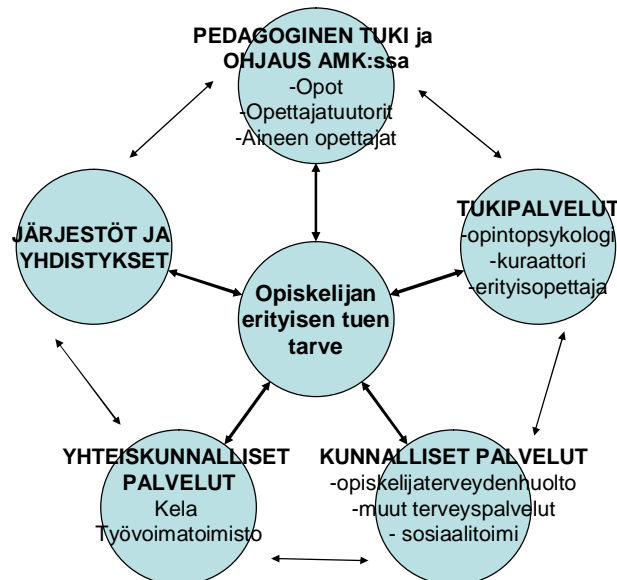 PEDAGOGINEN TUKI ja
OHJAUS AMK:ssa
-Opot
-Opettajatuutorit
-Aineen opettajat
JÄRJESTÖT JA
YHDISTYKSET
TUKIPALVELUT
-opintopsykologi
-kuraattori
-erityisopettaja
Opiskelijan
erityisen tuen
tarve
YHTEISKUNNALLISET
PALVELUT
Kela
Työvoimatoimisto
KUNNALLISET PALVELUT
-opiskelijaterveydenhuolto
-muut terveyspalvelut
- sosiaalitoimi